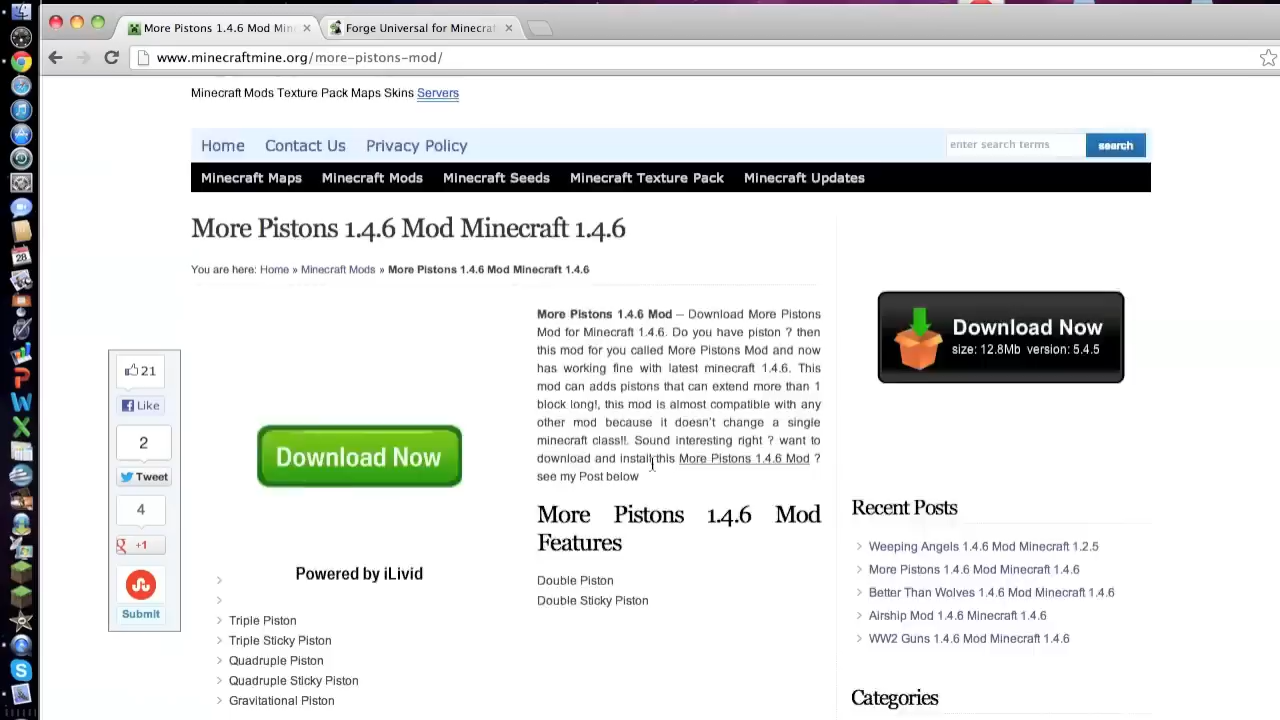 More Pistons 1.4.6 Mod Min
Forge Universal for Minecraf
www.minecraftmine.org/more-pistons-mod/
Minecraft Mods Texture Pack Maps Skins Servers
Home Contact Us Privacy Policy
enter search terms
search
Minecraft Maps Minecraft Mods Minecraft Seeds Minecraft Texture Pack Minecraft Updates
More Pistons 1.4.6 Mod Minecraft 1.4.6
You are here: Home » Minecraft Mods » More Pistons 1.4.6 Mod Minecraft 1.4.6
More Pistons 1.4.6 Mod – Download More Pistons
Mod for Minecraft 1.4.6. Do you have piston ? then
this mod for you called More Pistons Mod and now
has working fine with latest minecraft 1.4.6. This
mod can adds pistons that can extend more than 1
block long!, this mod is almost compatible with any
other mod because it doesn't change a single
minecraft class!!. Sound interesting right ? want to
download and install this More Pistons 1.4.6 Mod ?
see my Post below
Download Now
Powered by iLivid
More Pistons 1.4.6 Mod
Features
Double Piston
Double Sticky Piston
Triple Piston
Triple Sticky Piston
Quadruple Piston
Quadruple Sticky Piston
Gravitational Piston
21
Like
2
Tweet
4
+1
Submit
Download Now
size: 12.8Mb version: 5.4.5
Recent Posts
Weeping Angels 1.4.6 Mod Minecraft 1.2.5
More Pistons 1.4.6 Mod Minecraft 1.4.6
Better Than Wolves 1.4.6 Mod Minecraft 1.4.6
Airship Mod 1.4.6 Minecraft 1.4.6
WW2 Guns 1.4.6 Mod Minecraft 1.4.6
Categories
28